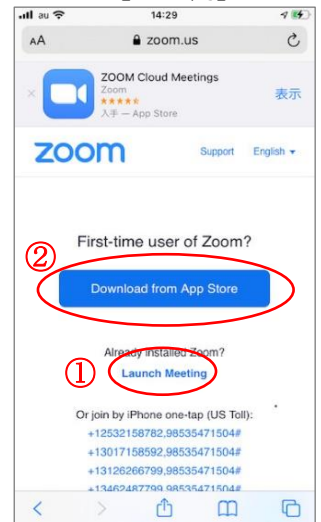 au 14:29
AA zoom.us
ZOOM Cloud Meetings
Zoom
入手 — App Store
表示
zoom Support English
First-time user of Zoom?
②
Download from App Store
Already installed Zoom?
①
Launch Meeting
Or join by iPhone one-tap (US Toll):
+12532158782,98535471504#
+13017158592,98535471504#
+13126266799,98535471504#
+13462487799,98535471504#